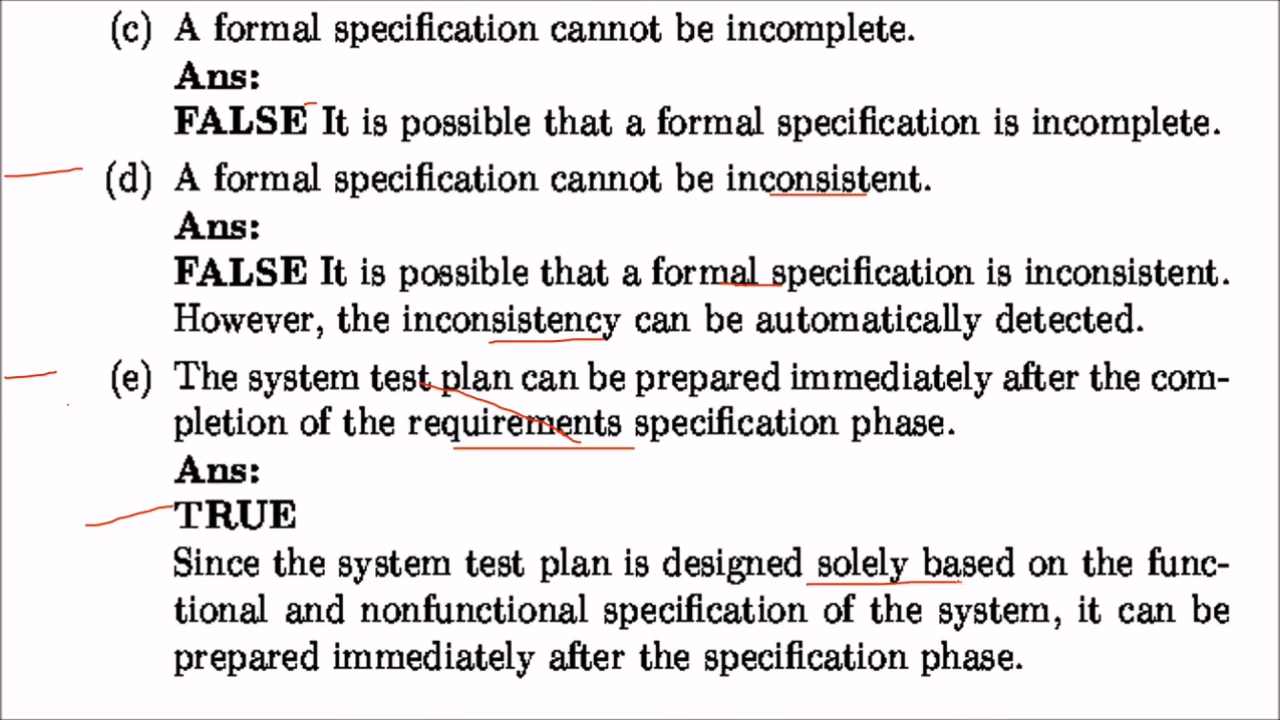 (c) A formal specification cannot be incomplete.
Ans:
FALSE It is possible that a formal specification is incomplete.
(d) A formal specification cannot be inconsistent.
Ans:
FALSE It is possible that a formal specification is inconsistent.
However, the inconsistency can be automatically detected.
(e) The system test plan can be prepared immediately after the com-
pletion of the requirements specification phase.
Ans:
TRUE
Since the system test plan is designed solely based on the func-
tional and nonfunctional specification of the system, it can be
prepared immediately after the specification phase.